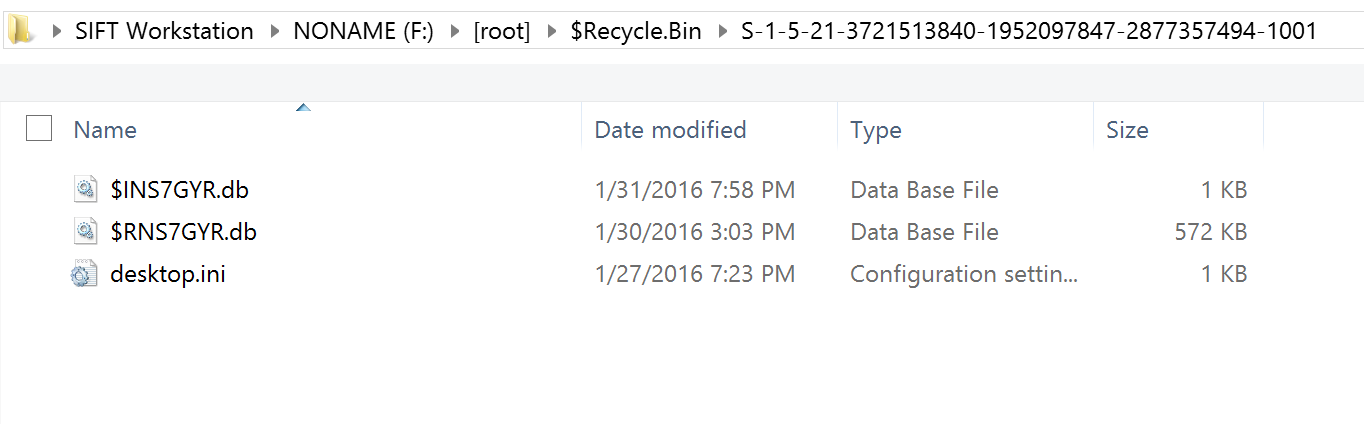 SIFT Workstation NONAME (F:) [root] $Recycle.Bin S-1-5-21-3721513840-1952097847-2877357494-1001
Name Date modified Type Size
$INS7GYR.db 1/31/2016 7:58 PM Data Base File 1 KB
$RNS7GYR.db 1/30/2016 3:03 PM Data Base File 572 KB
desktop.ini 1/27/2016 7:23 PM Configuration settin... 1 KB